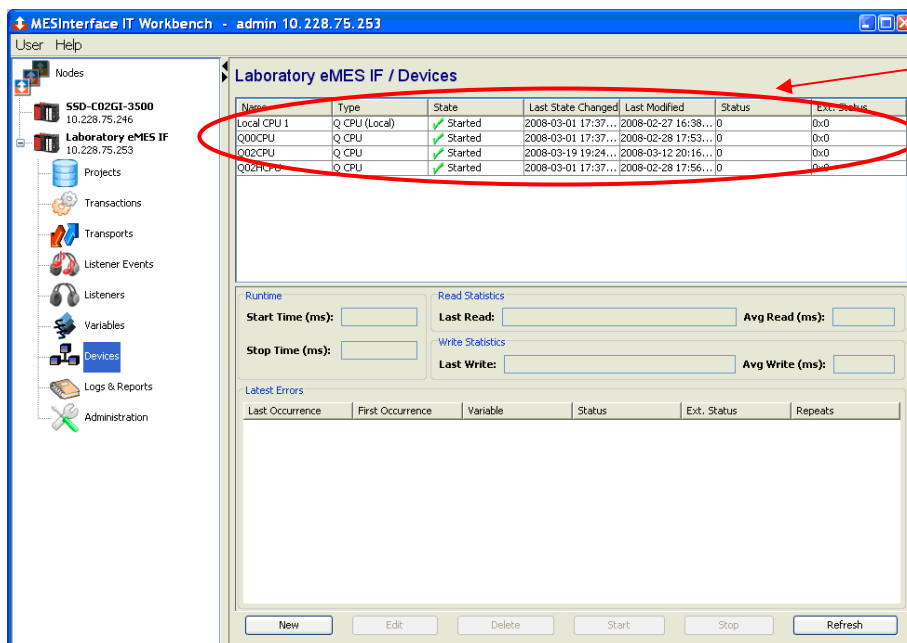 MESInterface IT Workbench - admin 10.228.75.253
User Help
Nodes
SSD-C02GI-3500
10.228.75.246
Laboratory eMES IF
10.228.75.253
Projects
Transactions
Transports
Listener Events
Listeners
Variables
Devices
Logs & Reports
Administration
Laboratory eMES IF / Devices
Name Type State Last State Changed Last Modified Status Ext. Status
Local CPU 1 Q CPU (Local) Started 2008-03-01 17:37... 2008-02-27 16:38... 0 0x0
Q00CPU Q CPU Started 2008-03-01 17:37... 2008-02-28 17:53... 0 0x0
Q02CPU Q CPU Started 2008-03-19 19:24... 2008-03-12 20:16... 0 0x0
Q02HCPU Q CPU Started 2008-03-01 17:37... 2008-02-28 17:56... 0 0x0
Runtime
Start Time (ms):
Stop Time (ms):
Read Statistics
Last Read: Avg Read (ms):
Write Statistics
Last Write: Avg Write (ms):
Latest Errors
Last Occurrence First Occurrence Variable Status Ext. Status Repeats
New Edit Delete Start Stop Refresh